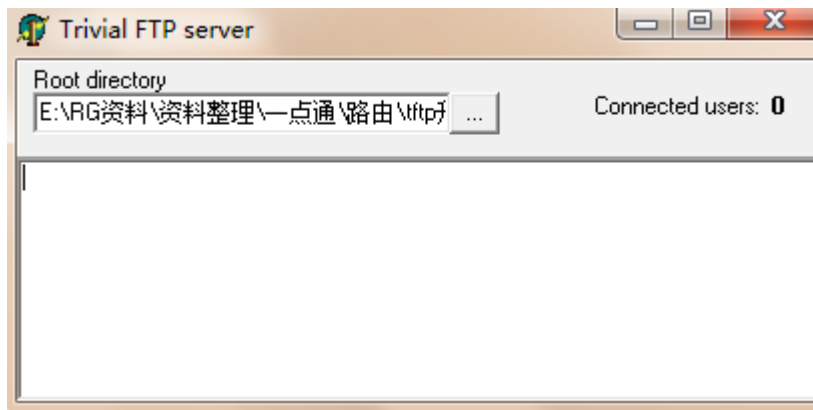 Trivial FTP server
Root directory
E:\RG资料\资料整理\一点通\路由\tftp
...
Connected users: 0